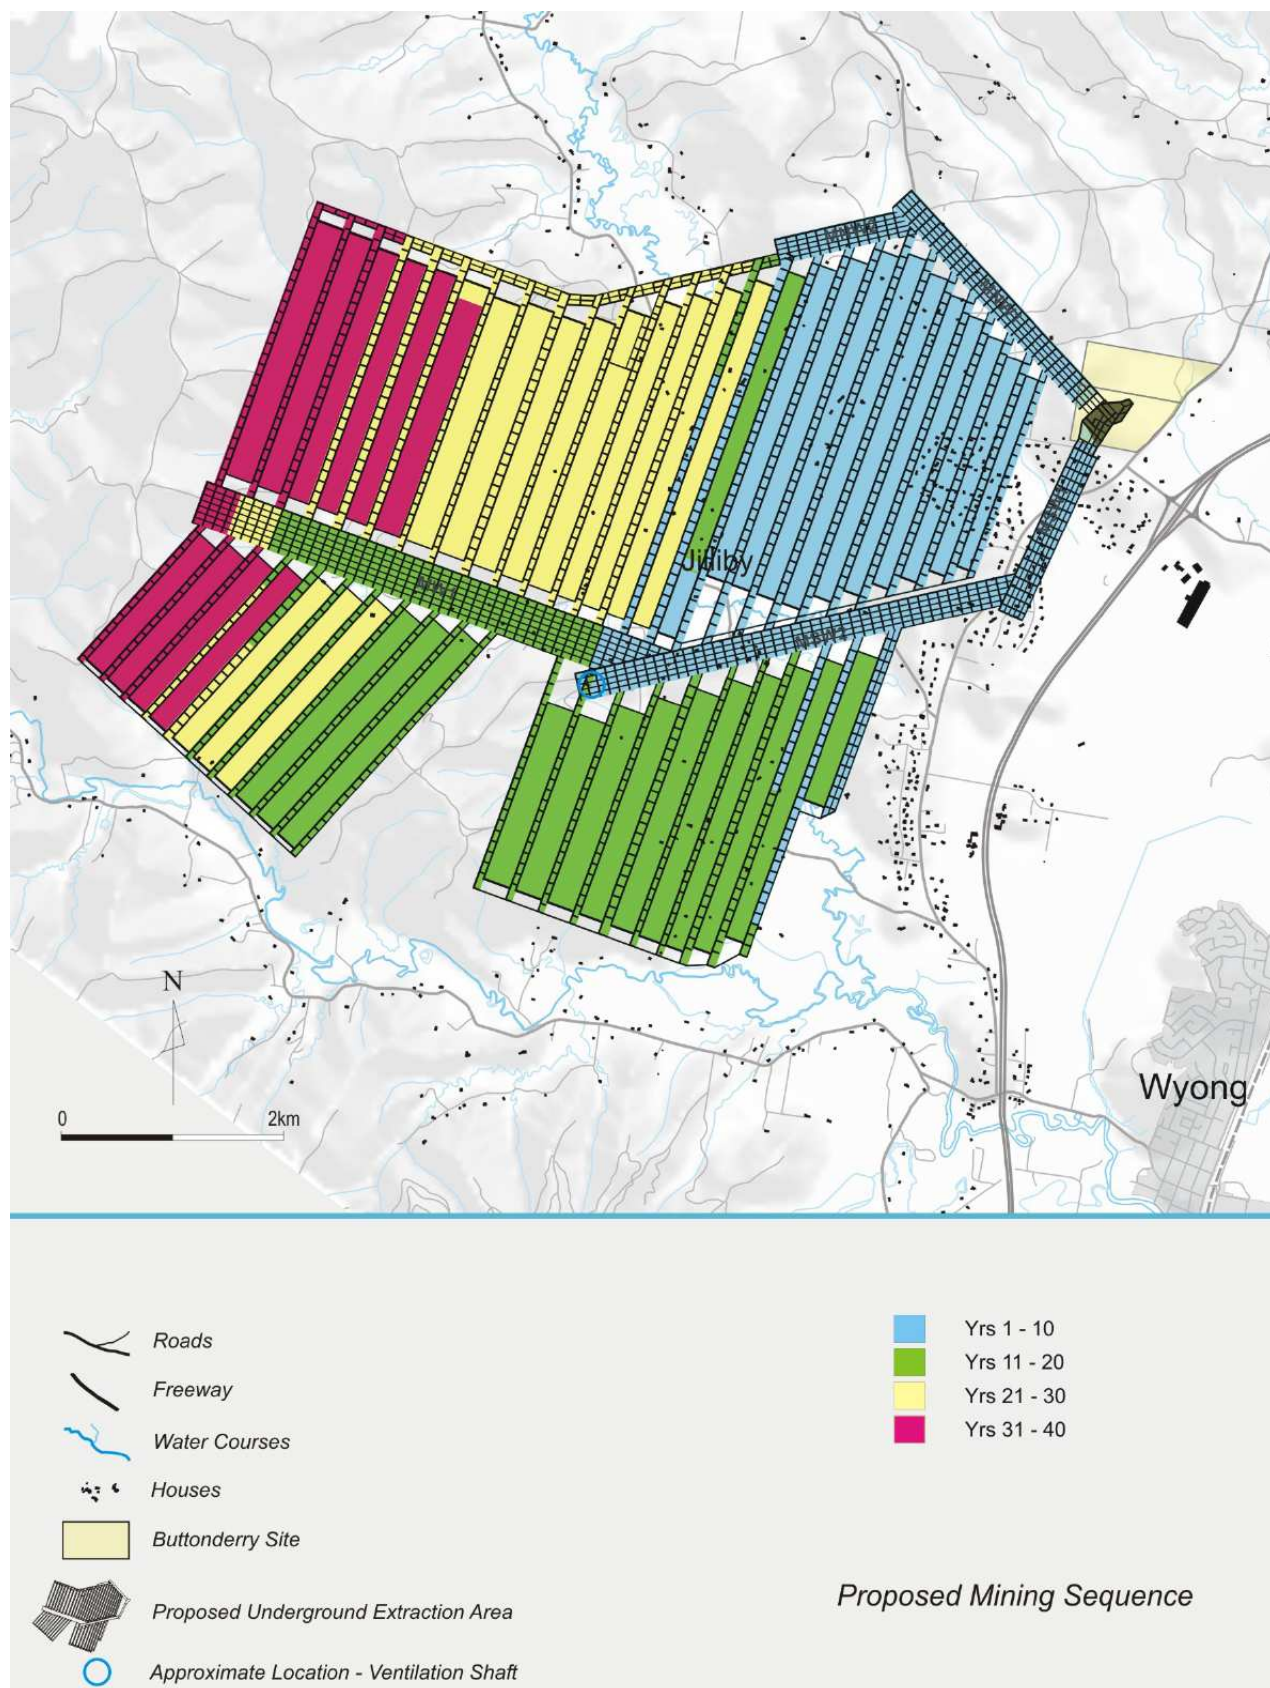 Jilliby
N
0
2km
Wyong
Roads
Freeway
Water Courses
Houses
Buttonderry Site
Proposed Underground Extraction Area
Approximate Location - Ventilation Shaft
Yrs 1 - 10
Yrs 11 - 20
Yrs 21 - 30
Yrs 31 - 40
Proposed Mining Sequence